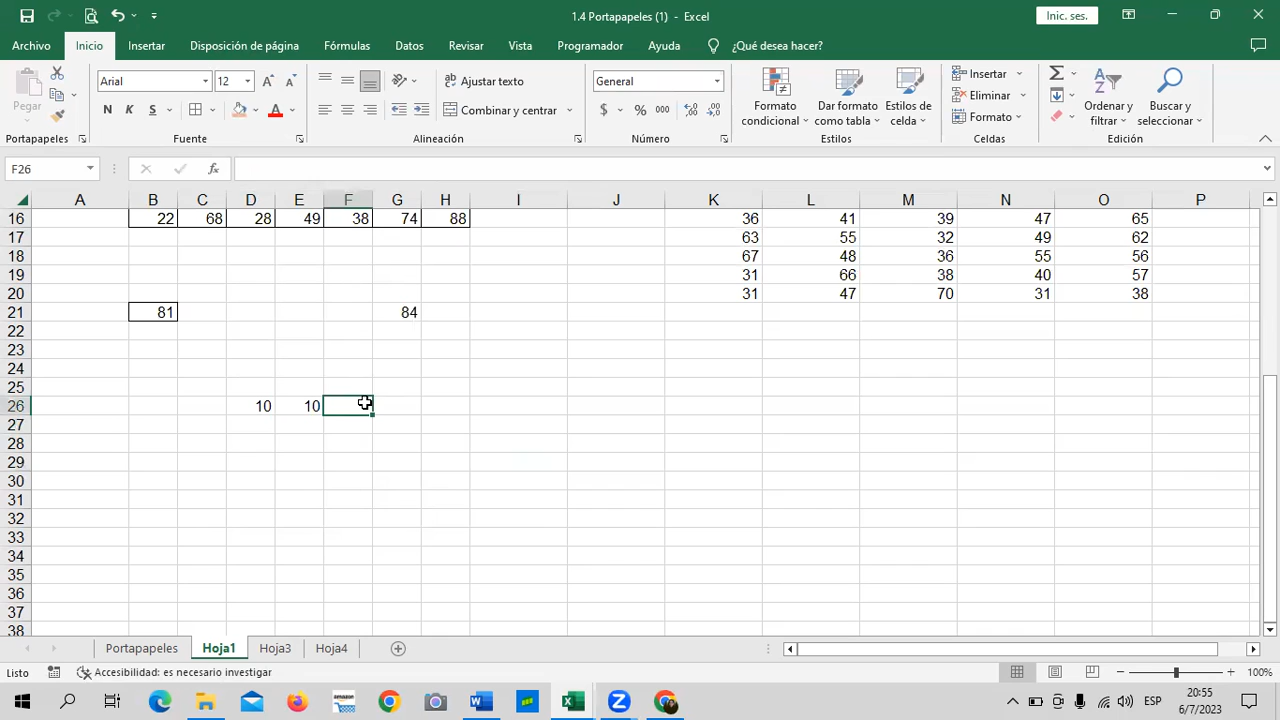 1.4 Portapapeles (1) - Excel
Inic. ses.
Archivo Inicio Insertar Disposición de página Fórmulas Datos Revisar Vista Programador Ayuda ¿Qué desea hacer?
Pegar
Arial 12
Ajustar texto
General
Formato condicional
Dar formato como tabla
Estilos de celda
Insertar
Eliminar
Formato
Ordenar y filtrar
Buscar y seleccionar
N K S
Combinar y centrar
$ % 000
Portapapeles Fuente Alineación Número Estilos Celdas Edición
F26 fx
A B C D E F G H I J K L M N O P
16 22 68 28 49 38 74 88 36 41 39 47 65
17 63 55 32 49 62
18 67 48 36 55 56
19 31 66 38 40 57
20 31 47 70 31 38
21 81 84
22
23
24
25
26 10 10
27
28
29
30
31
32
33
34
35
36
37
38
Portapapeles Hoja1 Hoja3 Hoja4
Listo Accesibilidad: es necesario investigar 100%
amazon ESP 20:55
6/7/2023